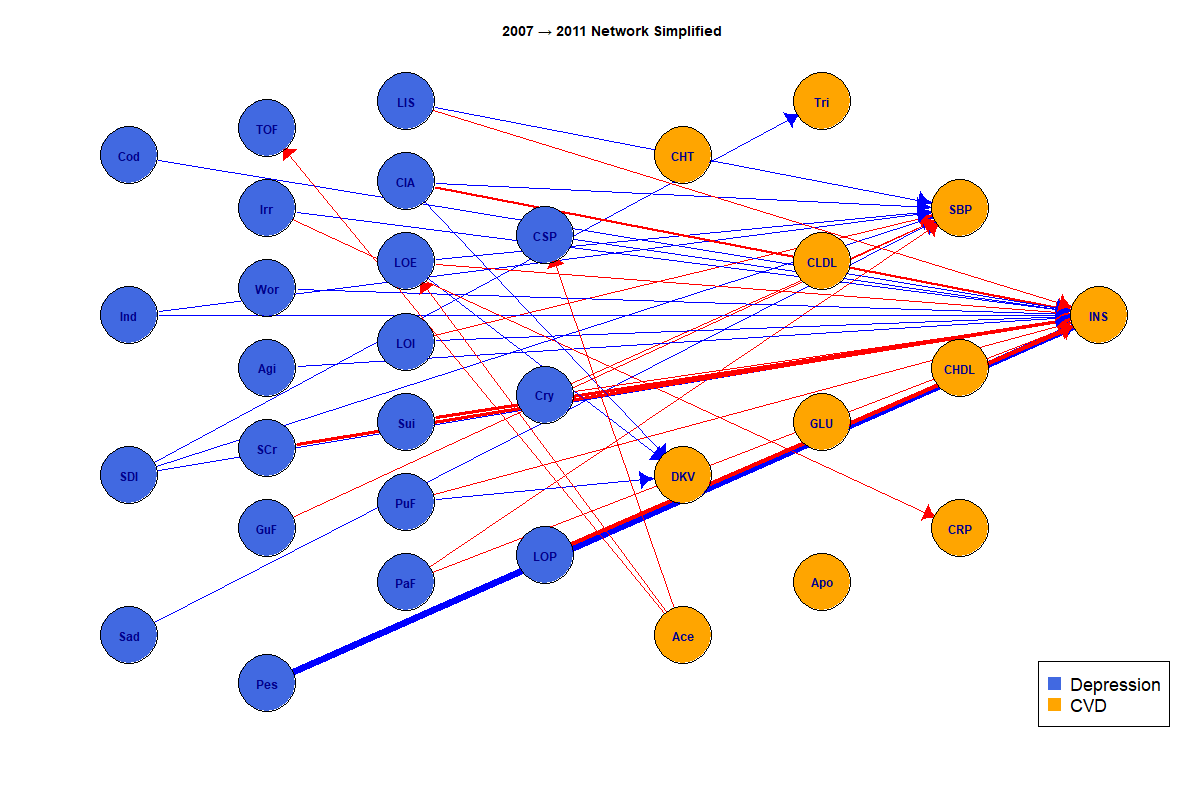 2007 → 2011 Network Simplified
LIS
Tri
TOF
Cod
CHT
CIA
Irr
SBP
CSP
LOE
CLDL
Wor
Ind
INS
LOI
Agi
CHDL
Cry
Sui
GLU
SCr
SDI
DKV
PuF
GuF
CRP
LOP
PaF
Apo
Sad
Ace
Pes
Depression
CVD